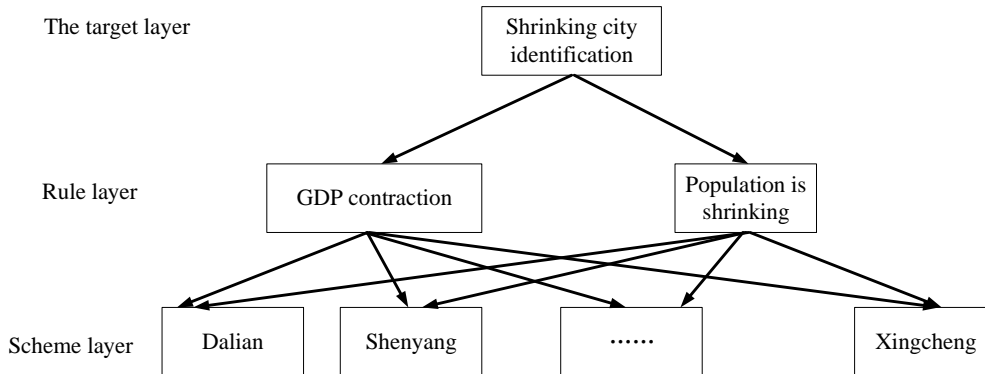 The target layer
Shrinking city
identification
Rule layer
GDP contraction
Population is
shrinking
Scheme layer
Dalian
Shenyang
······
Xingcheng